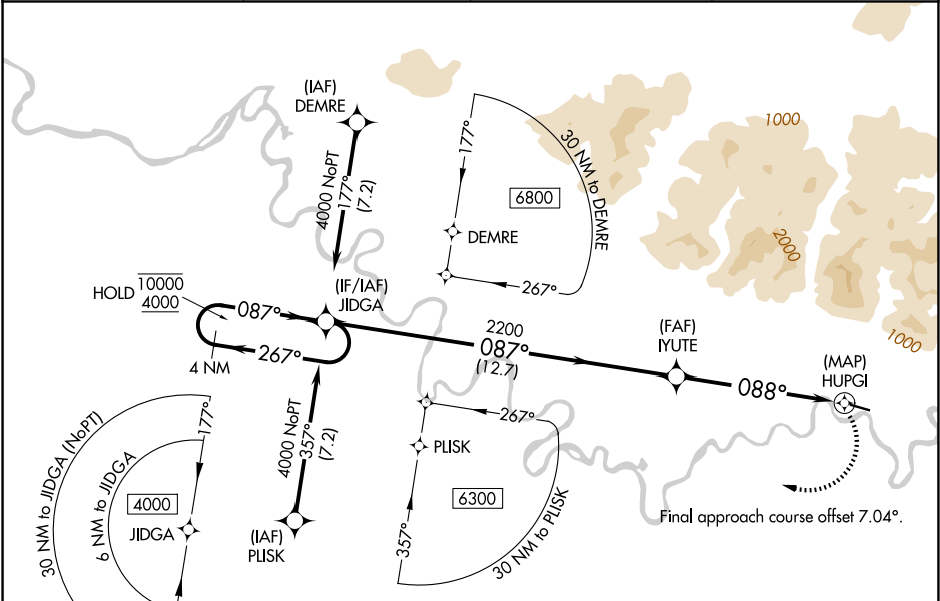 (IAF)
DEMRE
4000 NoPT
177°
(7.2)
177°
30 NM to DEMRE
6800
DEMRE
267°
1000
2000
1000
HOLD
10000
4000
087°
(IF/IAF)
JIDGA
267°
4 NM
2200
087°
(12.7)
(FAF)
IYUTE
088°
(MAP)
HUPGI
4000 NoPT
357°
(7.2)
(IAF)
PLISK
267°
PLISK
6300
357°
30 NM to PLISK
Final approach course offset 7.04°.
30 NM to JIDGA (NoPT)
6 NM to JIDGA
177°
4000
JIDGA